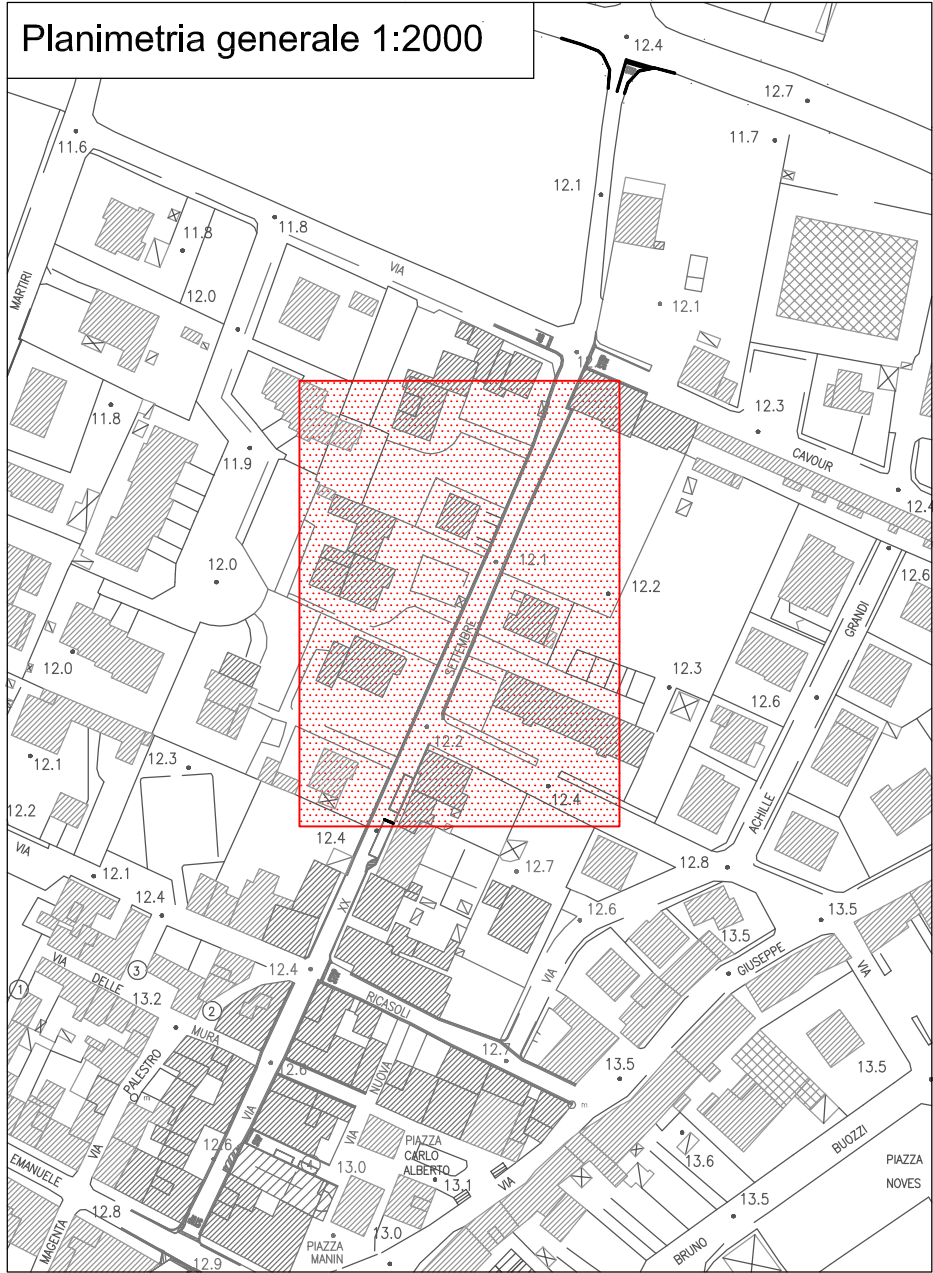 Planimetria generale 1:2000
12.4
12.7
11.6
11.7
12.1
11.8
11.8
VIA
MARTIRI
12.0
12.1
11.8
12.3
11.9
CAVOUR
12.4
12.0
12.1
12.2
12.6
GRANDI
SETTEMBRE
12.0
12.3
12.6
12.2
12.1
12.3
12.4
12.2
ACHILLE
12.4
VIA
12.8
12.1
12.7
12.4
XX
12.6
13.5
13.5
GIUSEPPE
VIA
VIA
3
12.4
VIA
DELLE
1
13.2
2
RICASOLI
MURA
12.7
13.5
PALESTRO
NUOVA
13.5
m
m
VIA
VIA
PIAZZA
CARLO
ALBERTO
BUOZZI
12.6
VIA
13.0
13.1
VIA
13.6
PIAZZA
NOVES
EMANUELE
12.8
MAGENTA
13.5
13.0
PIAZZA
MANIN
BRUNO
12.9